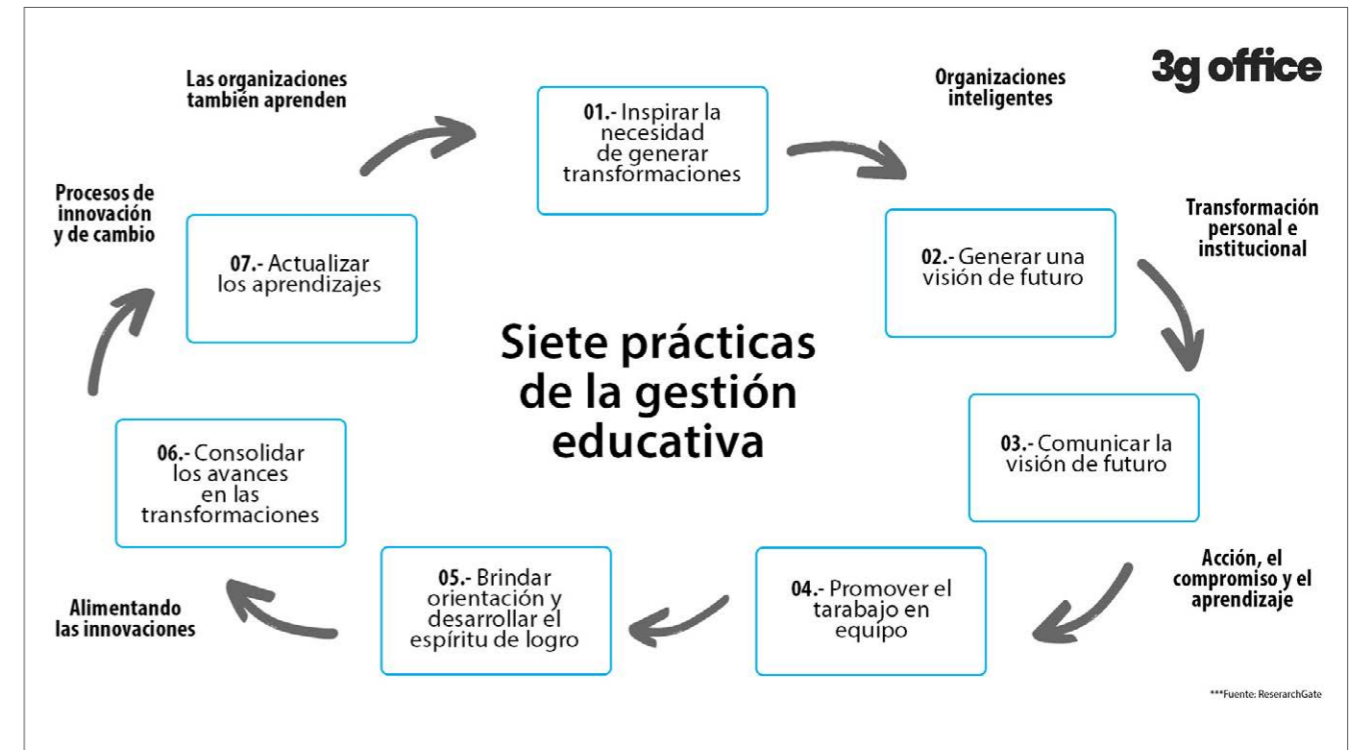 3g office
Las organizaciones
también aprenden
01.- Inspirar la
necesidad
de generar
transformaciones
Organizaciones
inteligentes
Procesos de
innovación
y de cambio
07.- Actualizar
los aprendizajes
02.- Generar una
visión de futuro
Transformación
personal e
institucional
Siete prácticas
de la gestión
educativa
06.- Consolidar
los avances
en las
transformaciones
03.- Comunicar la
visión de futuro
Alimentando
las innovaciones
05.- Brindar
orientación y
desarrollar el
espíritu de logro
04.- Promover el
tarabajo en
equipo
Acción, el
compromiso y el
aprendizaje
***Fuente: ReserarchGate